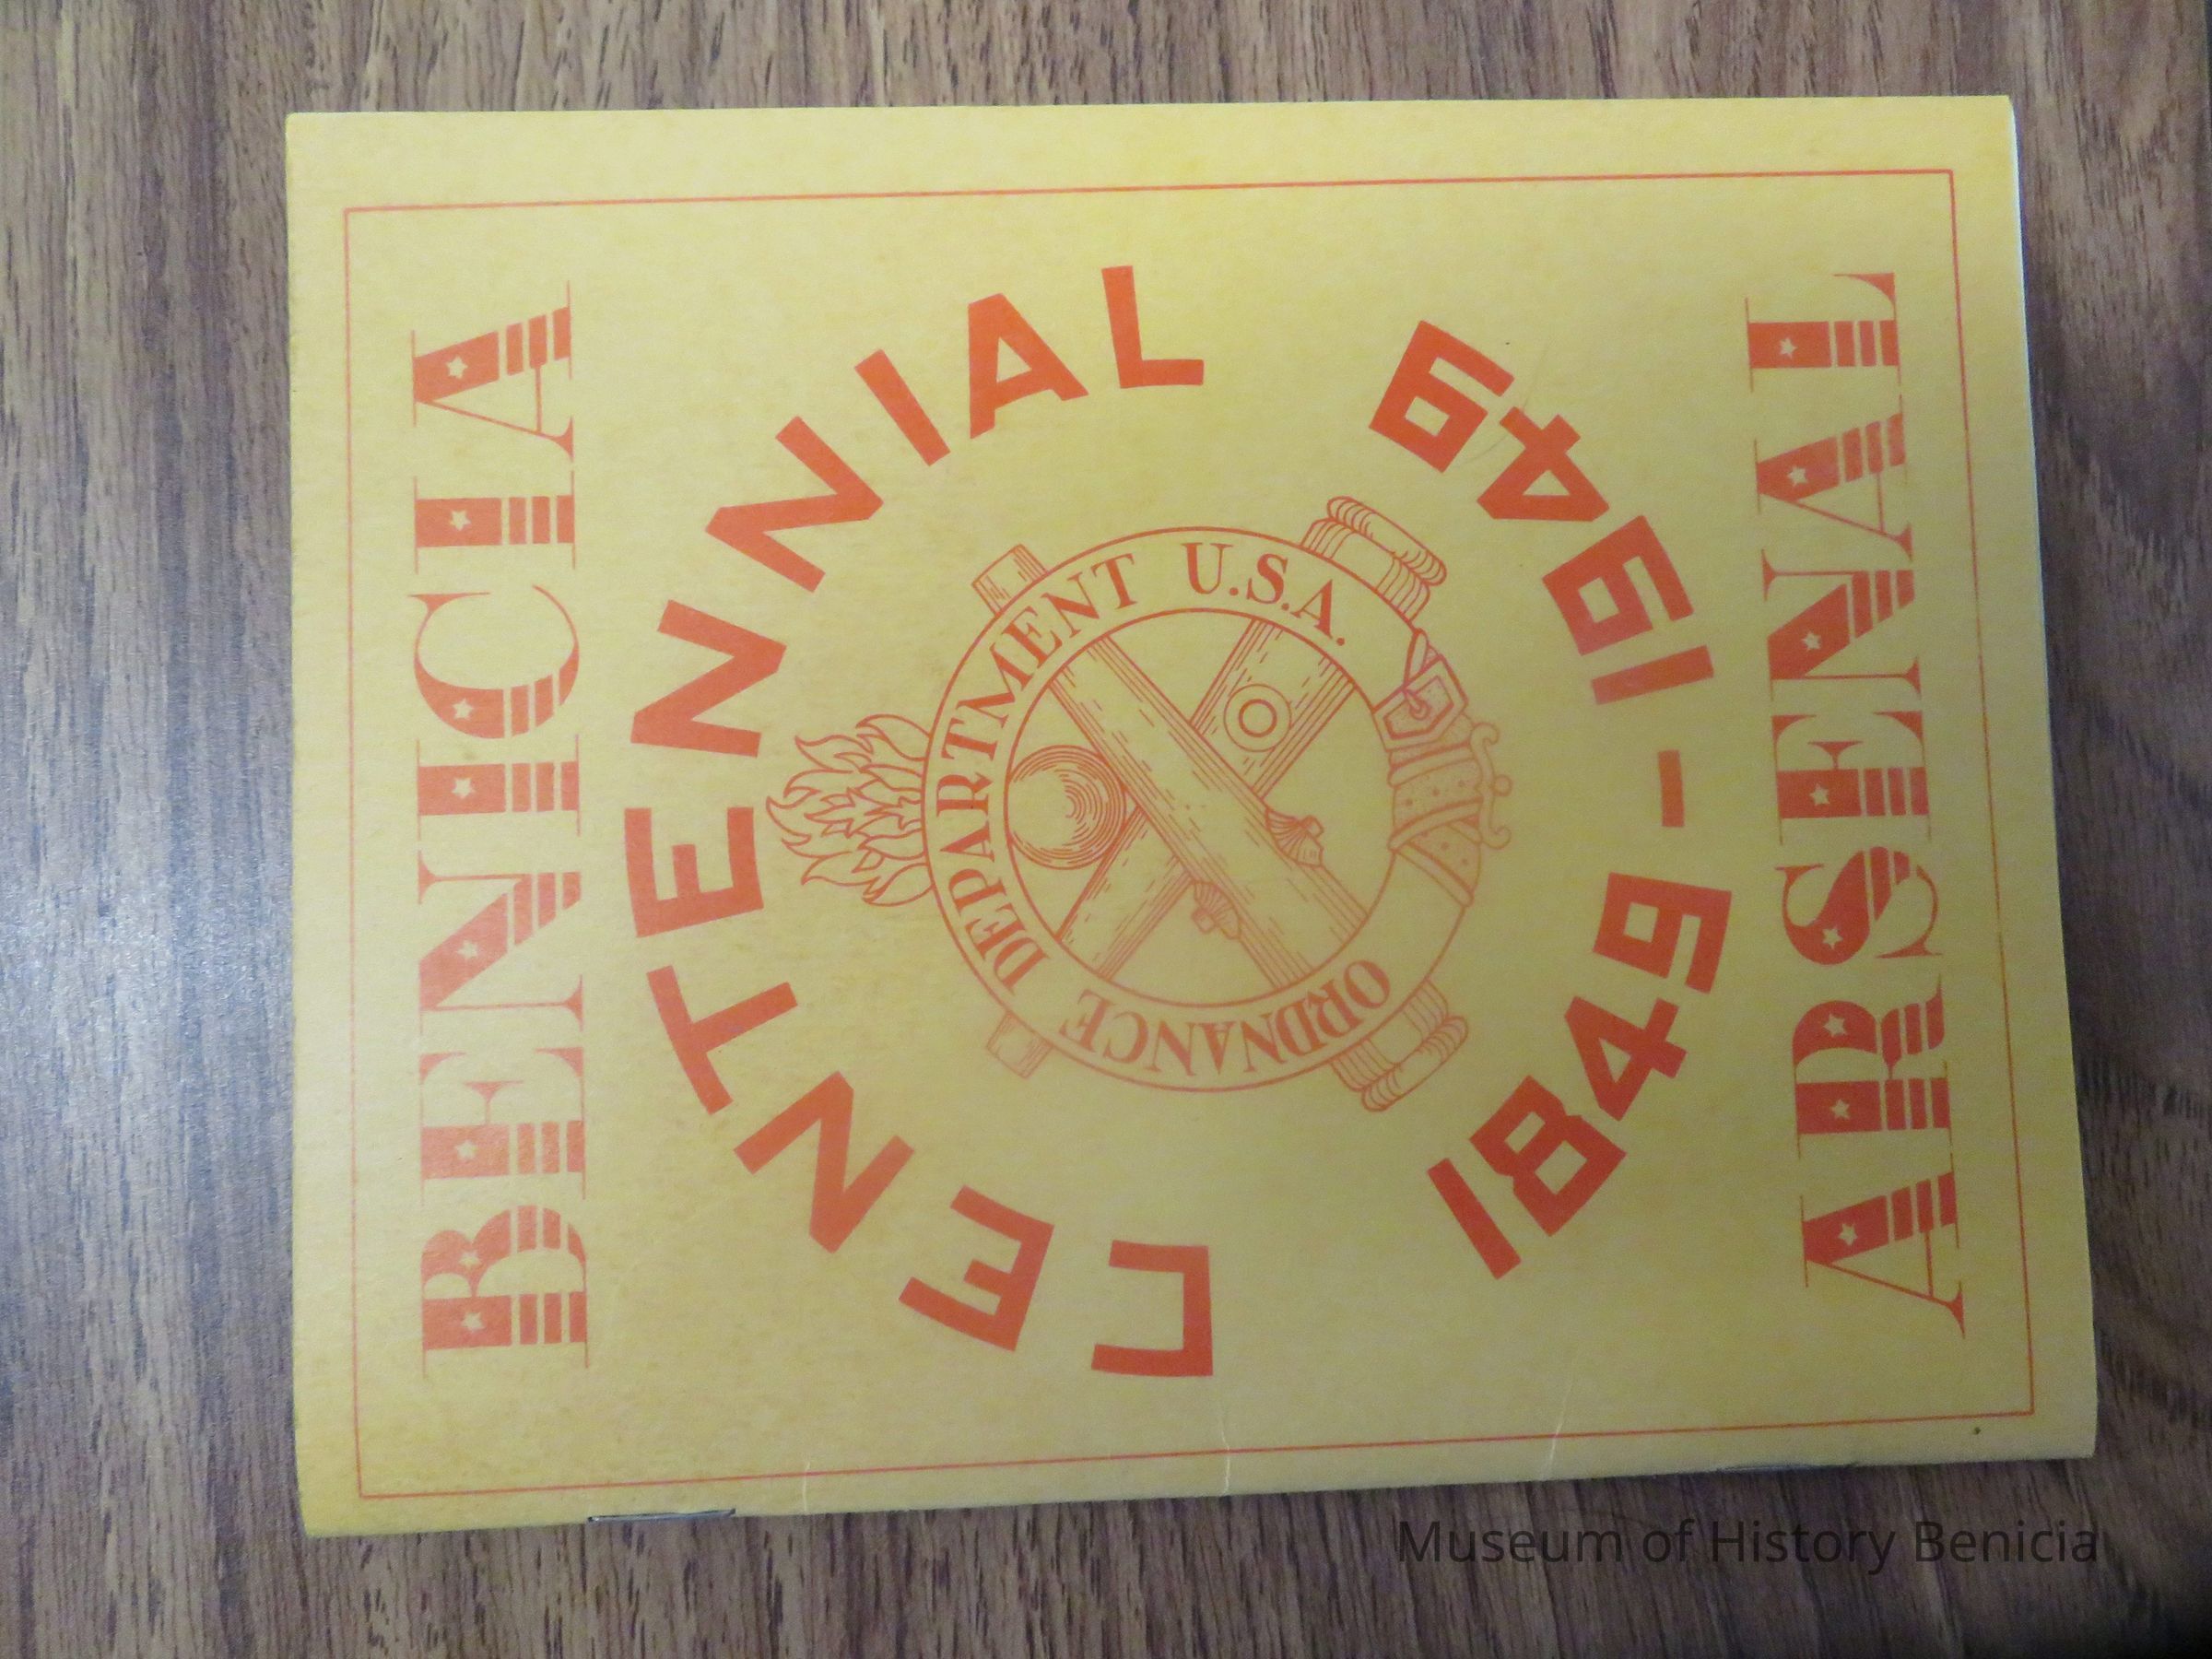 BENICIA
CENTENNIAL
ORDNANCE DEPARTMENT U.S.A.
1849-1949
ARSENAL
Museum of History Benicia